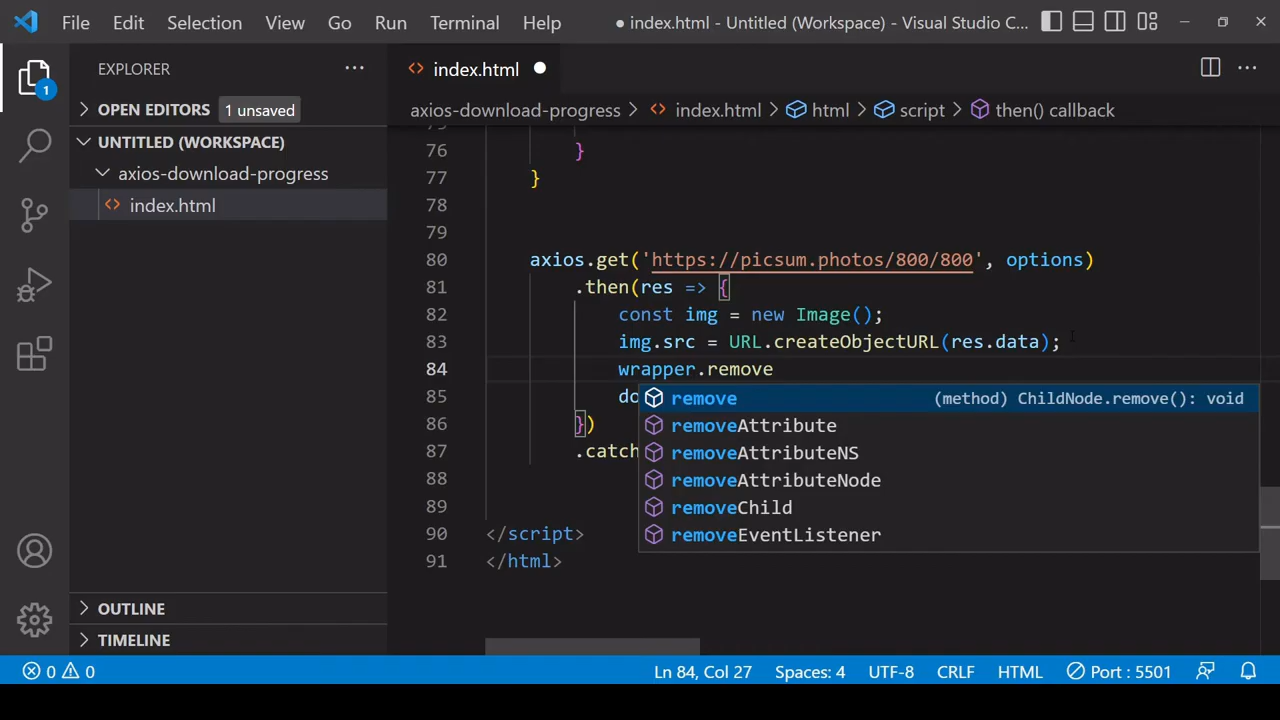 File Edit Selection View Go Run Terminal Help ● index.html - Untitled (Workspace) - Visual Studio C...
EXPLORER
1
OPEN EDITORS 1 unsaved
UNTITLED (WORKSPACE)
axios-download-progress
index.html
OUTLINE
TIMELINE
index.html
axios-download-progress > index.html > html > script > then() callback
76 }
77 }
78
79
80 axios.get('https://picsum.photos/800/800', options)
81 .then(res => {
82 const img = new Image();
83 img.src = URL.createObjectURL(res.data);
84 wrapper.remove
85 do
86 })
87 .catch
88
89
90 </script>
91 </html>
remove (method) ChildNode.remove(): void
removeAttribute
removeAttributeNS
removeAttributeNode
removeChild
removeEventListener
0 0 Ln 84, Col 27 Spaces: 4 UTF-8 CRLF HTML Port : 5501